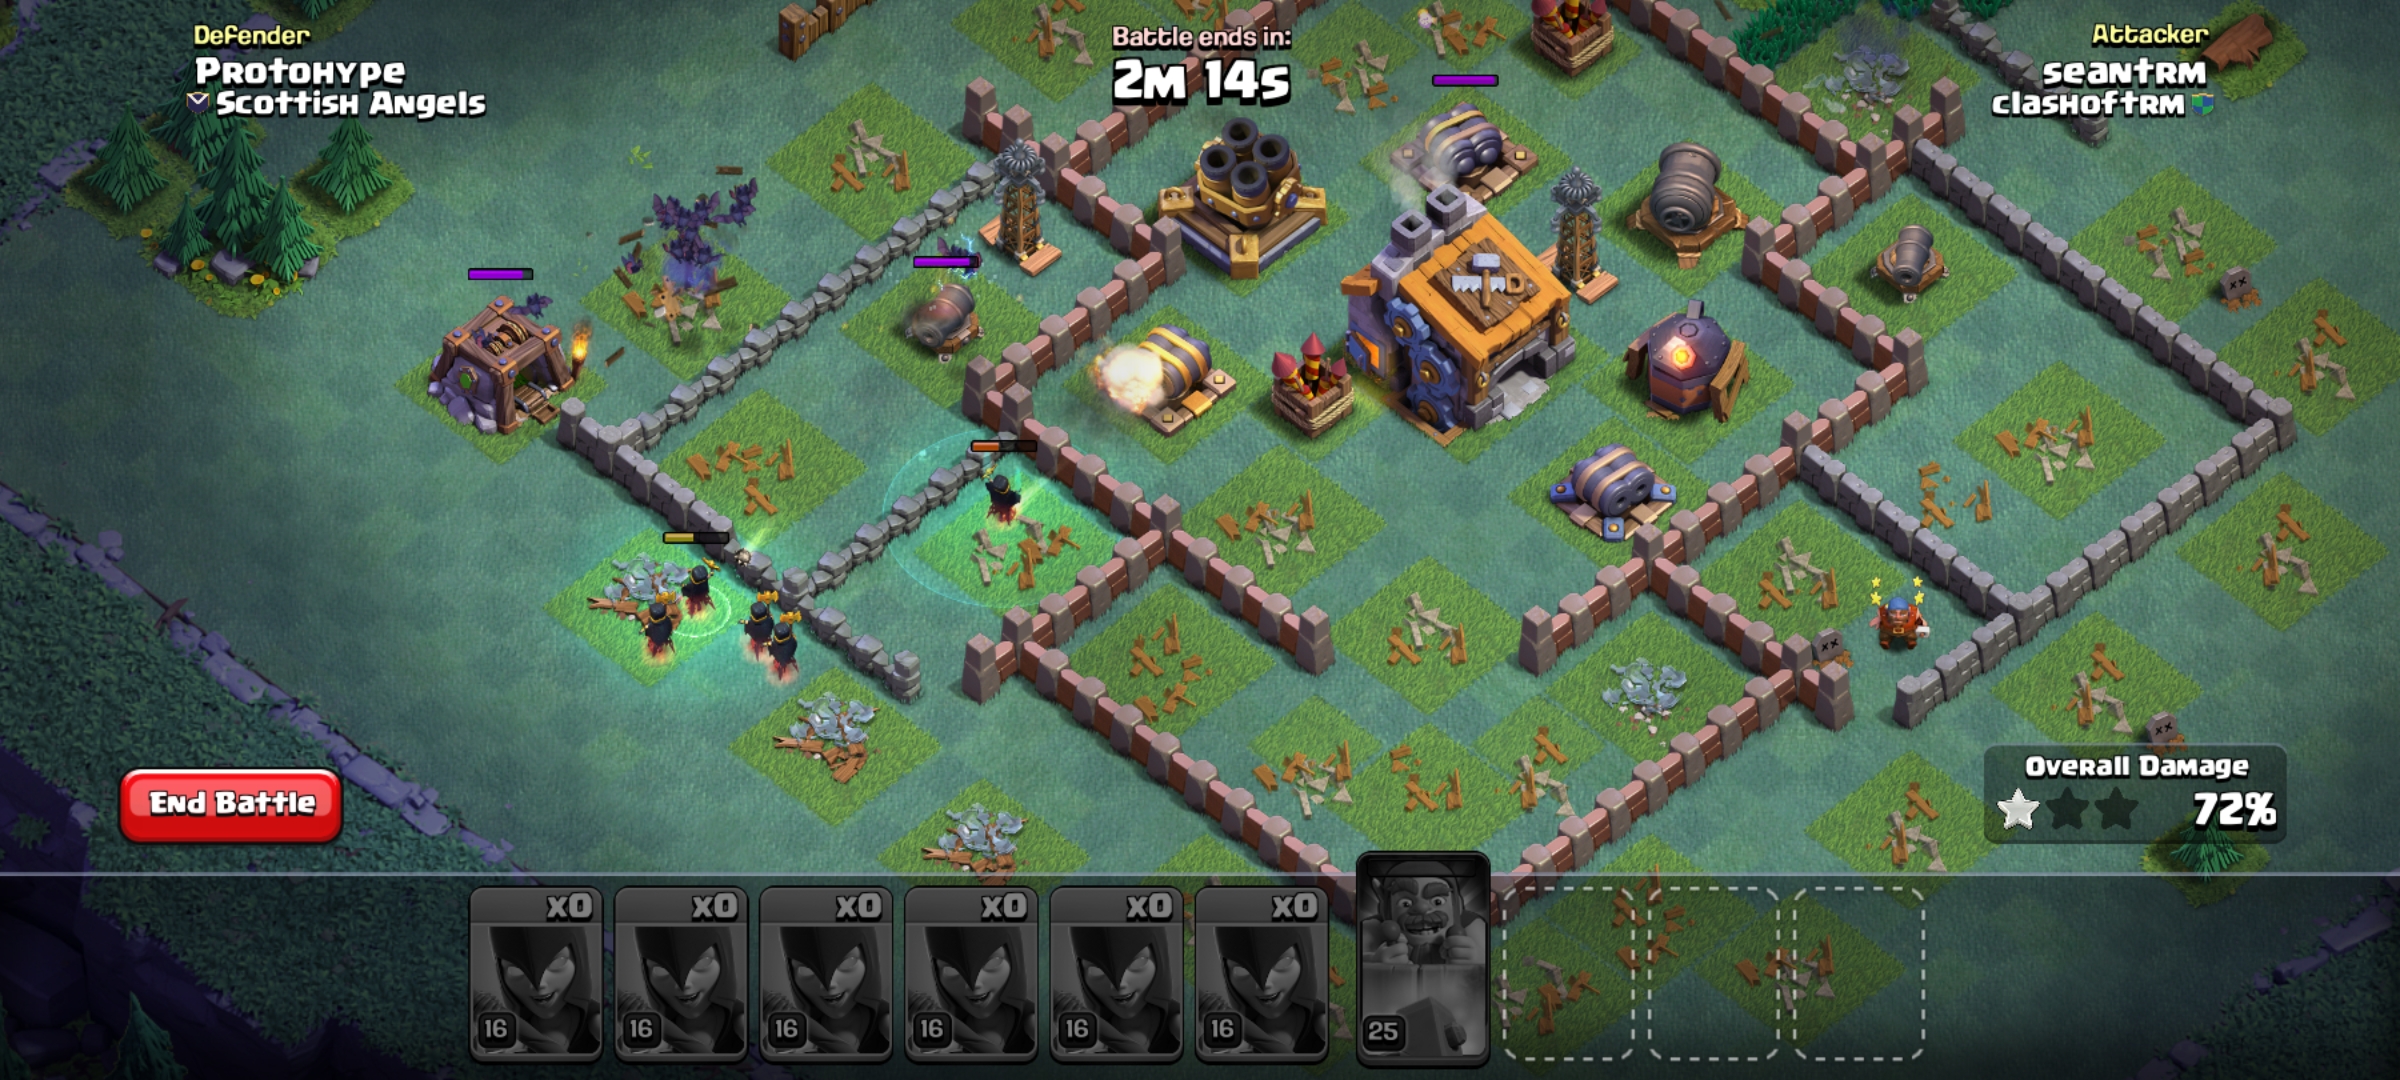 Defender
Protohype
Scottish Angels
Battle ends in:
2M 14s
Attacker
seantRM
clashoftRM
End Battle
Overall Damage
72%
x0 x0 x0 x0 x0 x0
16 16 16 16 16 16 25